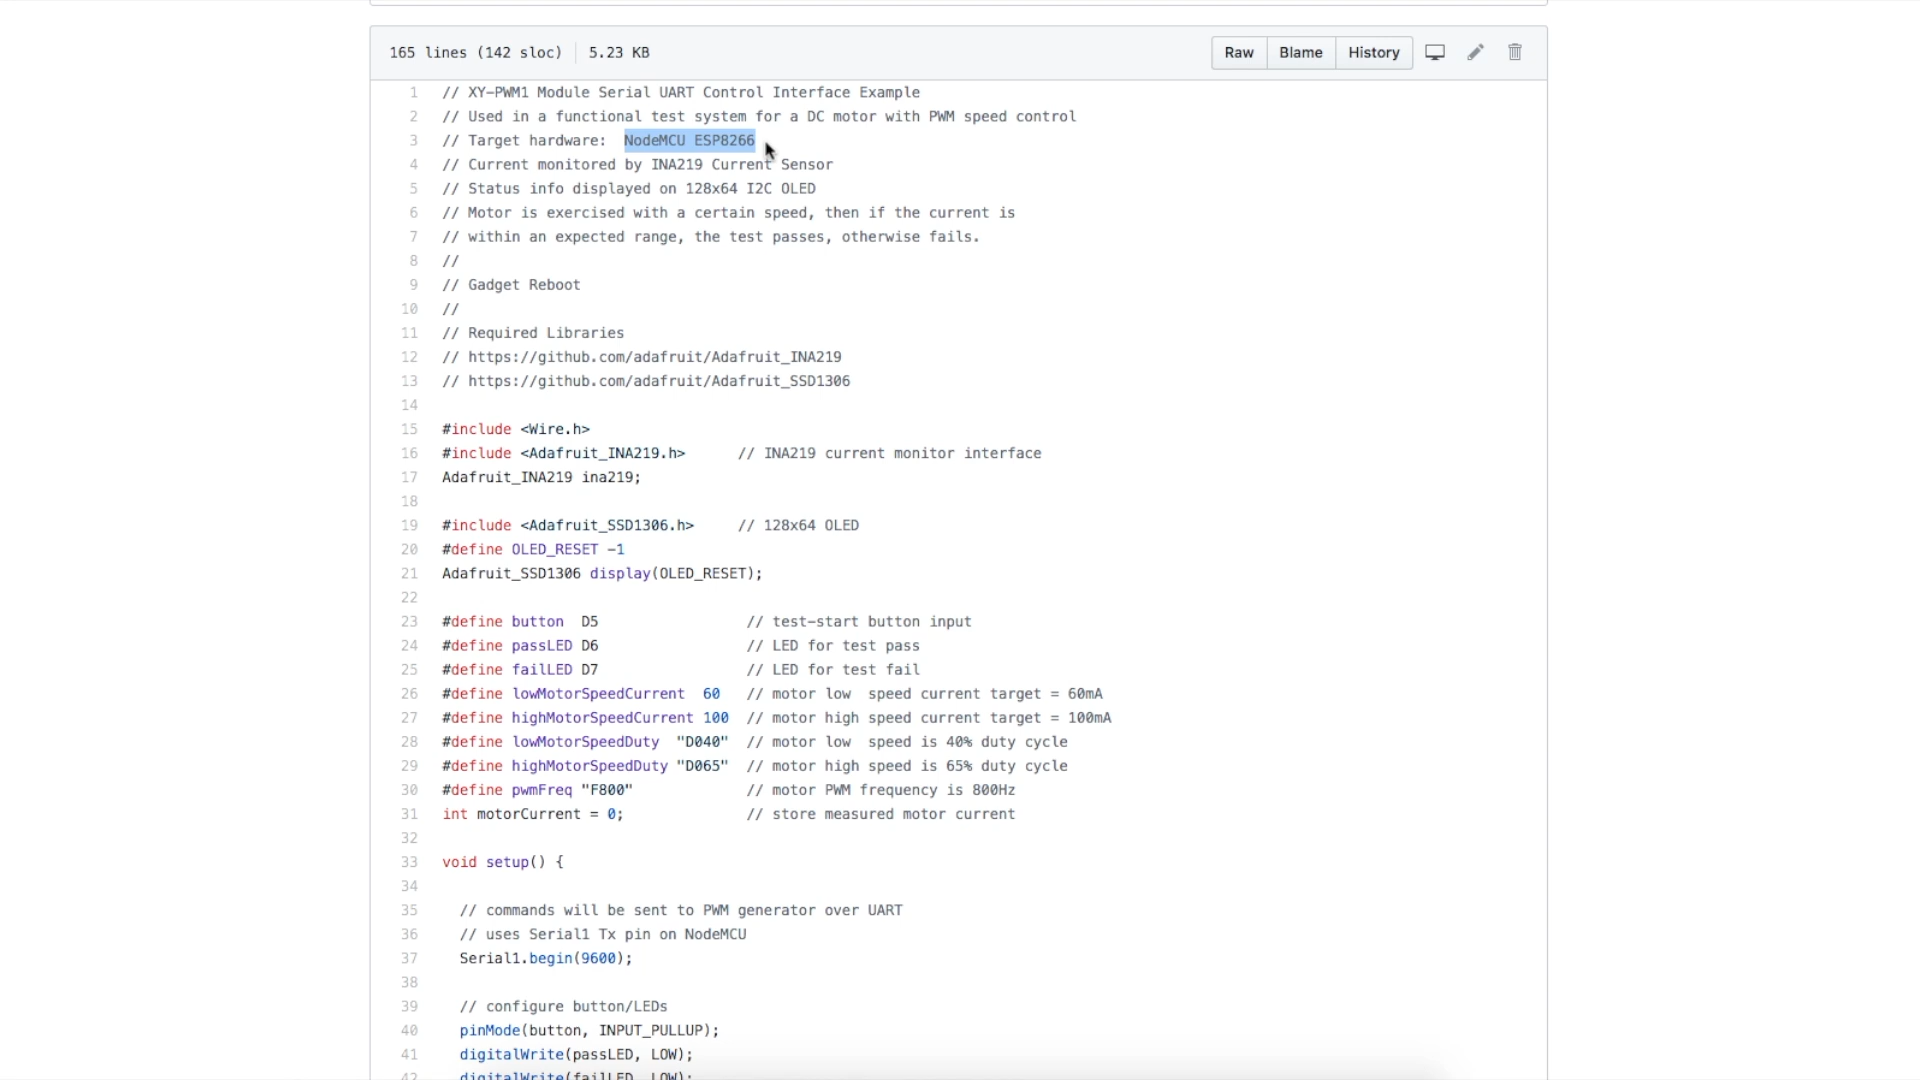 165 lines (142 sloc) 5.23 KB Raw Blame History
1 // XY-PWM1 Module Serial UART Control Interface Example
2 // Used in a functional test system for a DC motor with PWM speed control
3 // Target hardware:  NodeMCU ESP8266
4 // Current monitored by INA219 Current Sensor
5 // Status info displayed on 128x64 I2C OLED
6 // Motor is exercised with a certain speed, then if the current is
7 // within an expected range, the test passes, otherwise fails.
8 //
9 // Gadget Reboot
10 //
11 // Required Libraries
12 // https://github.com/adafruit/Adafruit_INA219
13 // https://github.com/adafruit/Adafruit_SSD1306
14
15 #include <Wire.h>
16 #include <Adafruit_INA219.h>      // INA219 current monitor interface
17 Adafruit_INA219 ina219;
18
19 #include <Adafruit_SSD1306.h>     // 128x64 OLED
20 #define OLED_RESET -1
21 Adafruit_SSD1306 display(OLED_RESET);
22
23 #define button  D5                 // test-start button input
24 #define passLED D6                 // LED for test pass
25 #define failLED D7                 // LED for test fail
26 #define lowMotorSpeedCurrent  60   // motor low  speed current target = 60mA
27 #define highMotorSpeedCurrent 100  // motor high speed current target = 100mA
28 #define lowMotorSpeedDuty  "D040"  // motor low  speed is 40% duty cycle
29 #define highMotorSpeedDuty "D065"  // motor high speed is 65% duty cycle
30 #define pwmFreq "F800"             // motor PWM frequency is 800Hz
31 int motorCurrent = 0;              // store measured motor current
32
33 void setup() {
34
35   // commands will be sent to PWM generator over UART
36   // uses Serial1 Tx pin on NodeMCU
37   Serial1.begin(9600);
38
39   // configure button/LEDs
40   pinMode(button, INPUT_PULLUP);
41   digitalWrite(passLED, LOW);
42   digitalWrite(failLED, LOW);